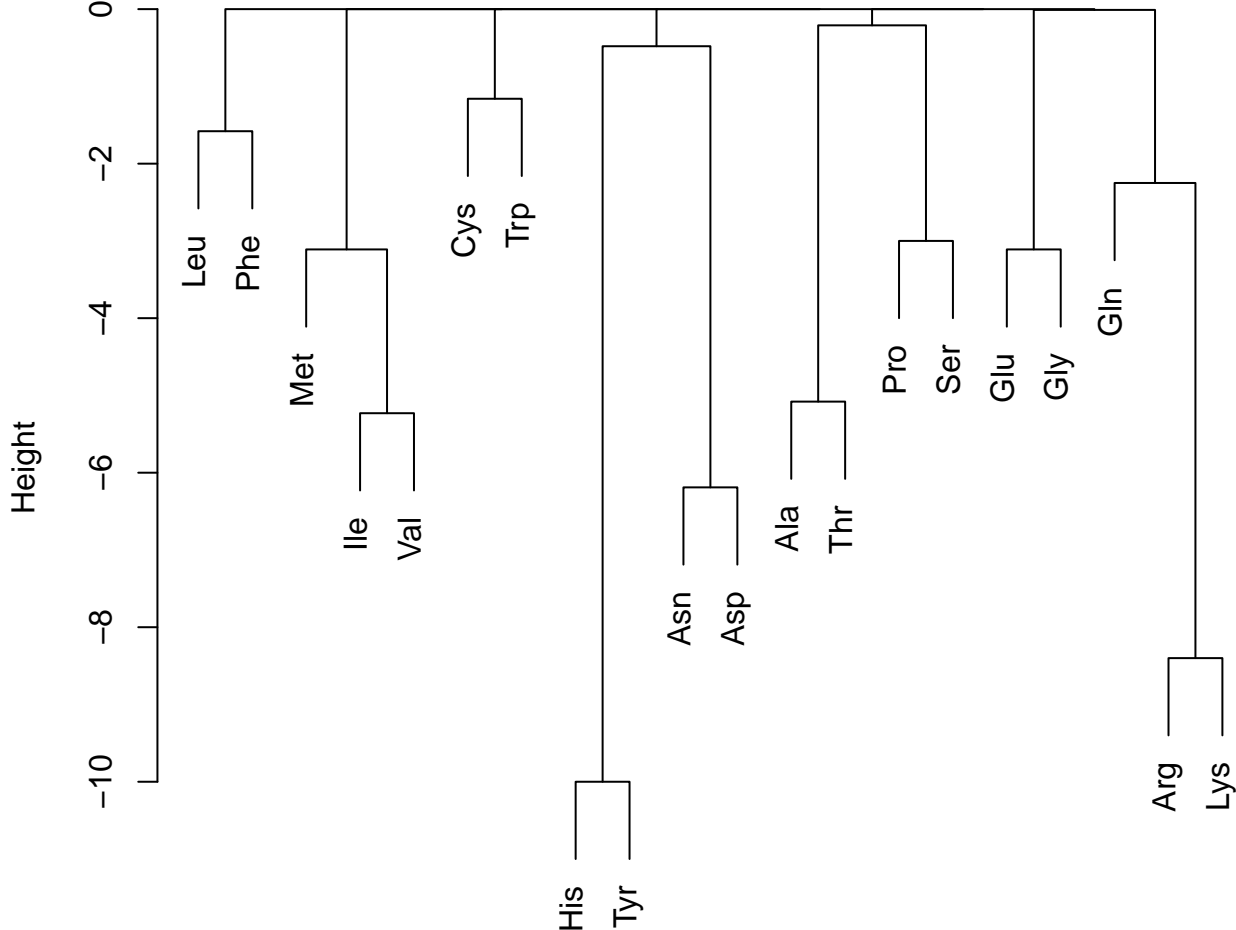 Height
0
−2
−4
−6
−8
−10
Leu
Phe
Met
Ile
Val
Cys
Trp
His
Tyr
Asn
Asp
Ala
Thr
Pro
Ser
Glu
Gly
Gln
Arg
Lys